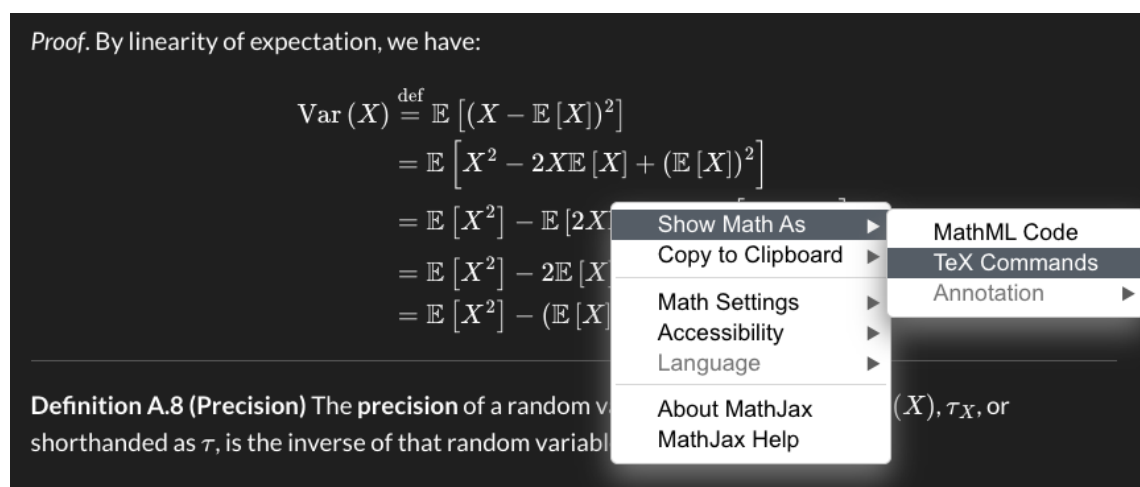 Proof. By linearity of expectation, we have:
Var (X) def= 𝔼 [(X − 𝔼 [X])²]
= 𝔼 [X² − 2X𝔼 [X] + (𝔼 [X])²]
= 𝔼 [X²] − 𝔼 [2X
= 𝔼 [X²] − 2𝔼 [X]
= 𝔼 [X²] − (𝔼 [X]
Show Math As ▶
Copy to Clipboard ▶
Math Settings ▶
Accessibility ▶
Language ▶
About MathJax
MathJax Help
MathML Code
TeX Commands
Annotation ▶
Definition A.8 (Precision) The precision of a random (X), τ_X, or
shorthanded as τ, is the inverse of that random